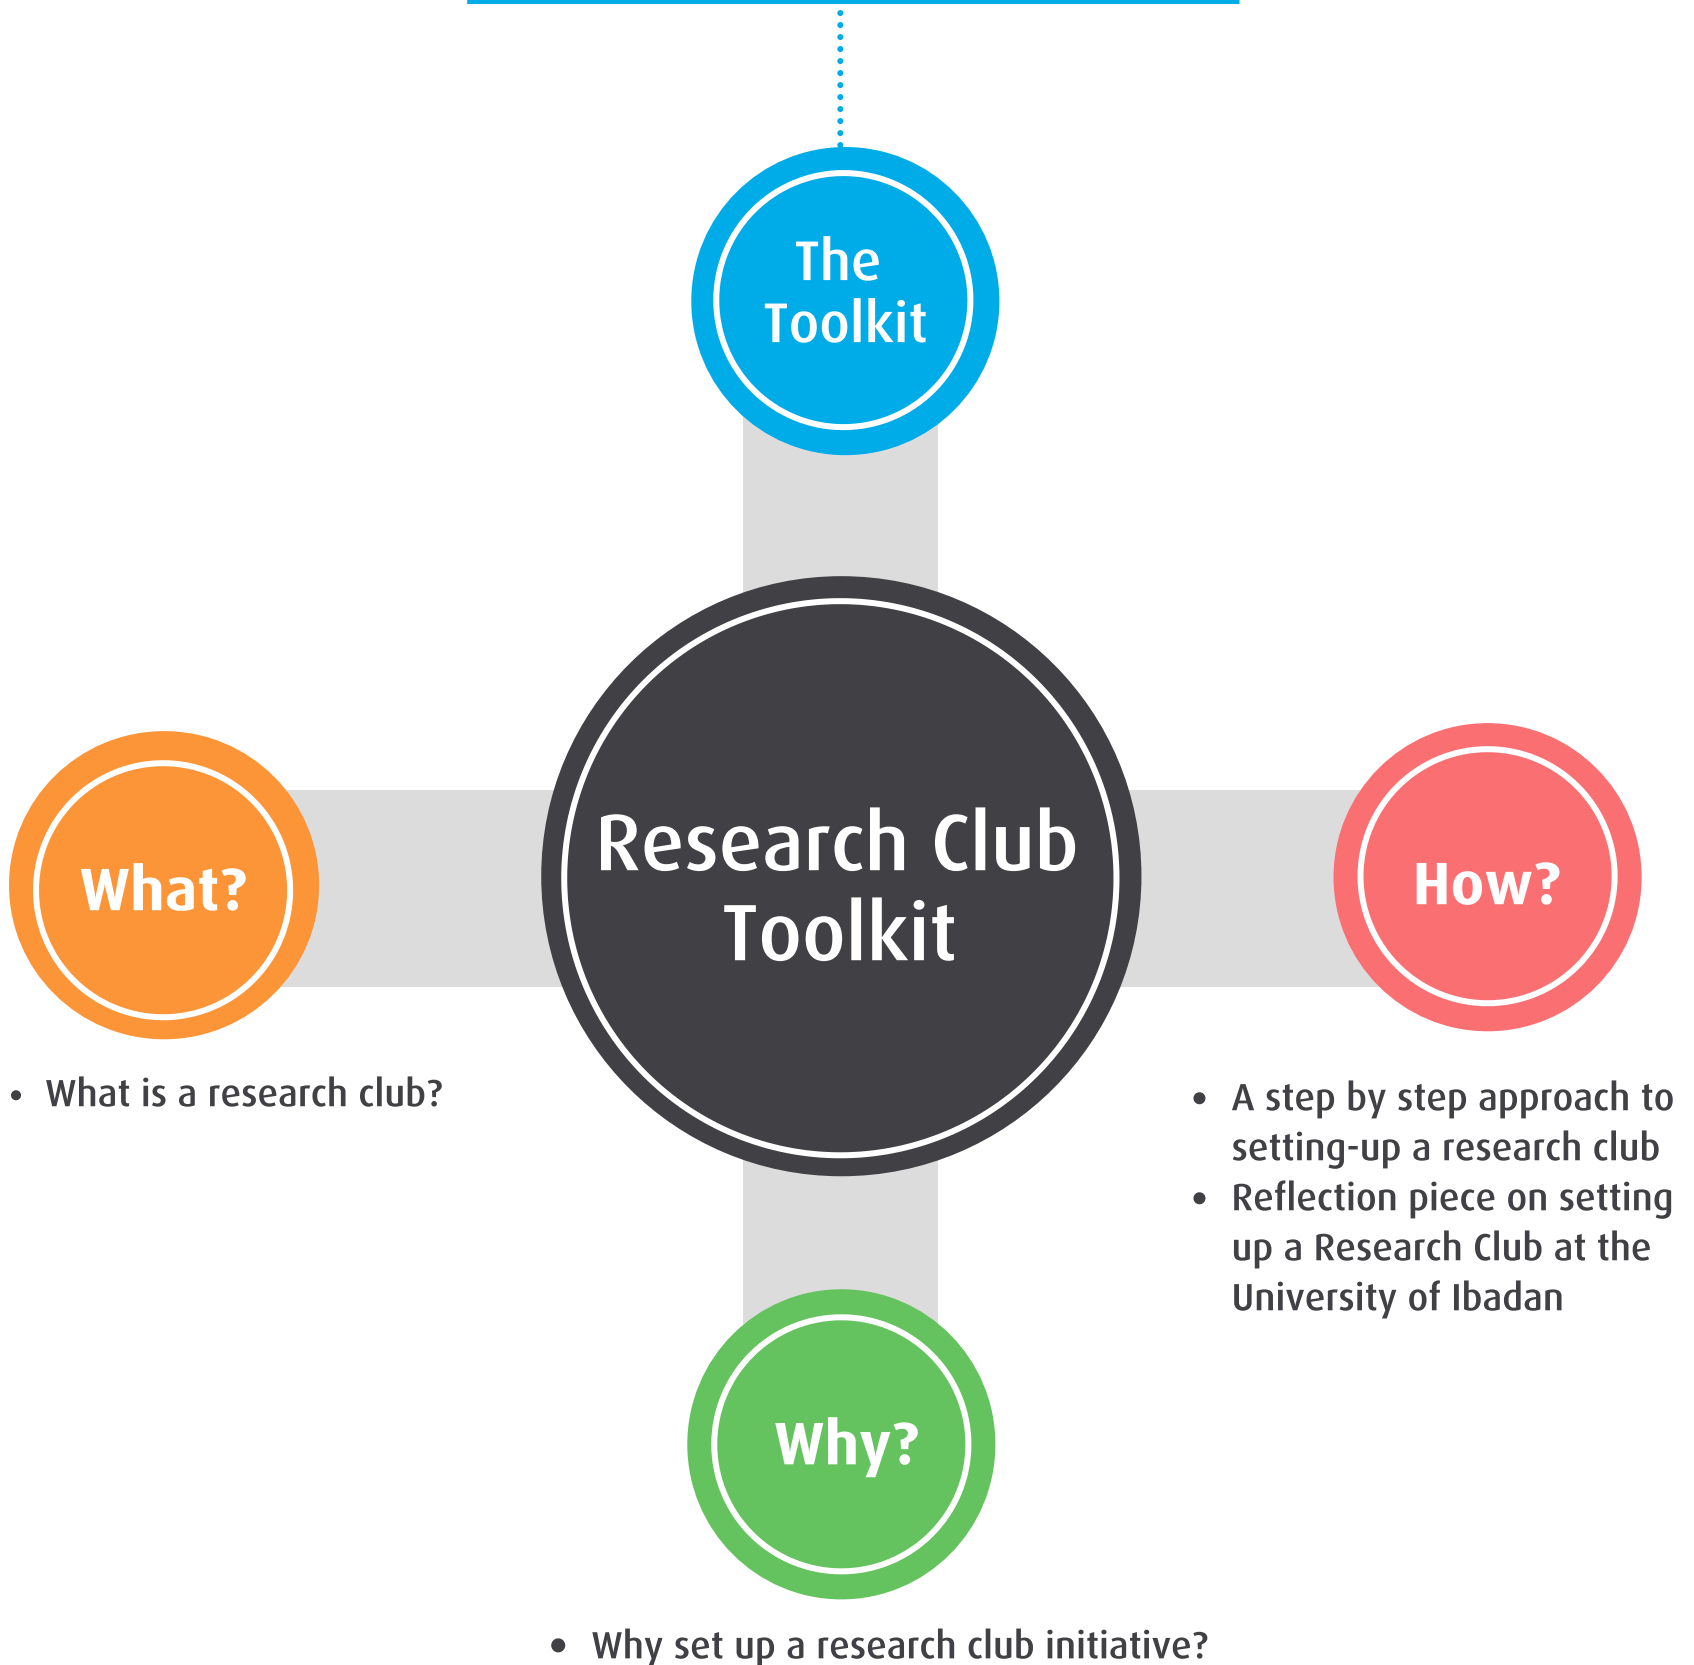 The
Toolkit
Research Club
Toolkit
What?
• What is a research club?
How?
• A step by step approach to
setting-up a research club
• Reflection piece on setting
up a Research Club at the
University of Ibadan
Why?
• Why set up a research club initiative?